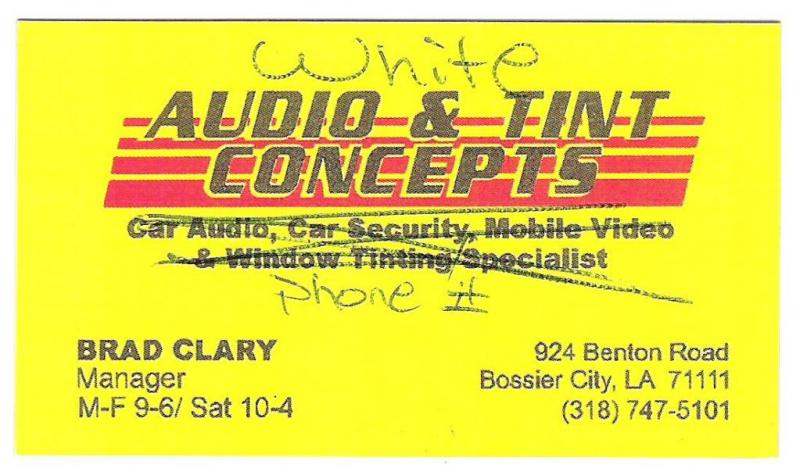 White
AUDIO & TINT
CONCEPTS
Car Audio, Car Security, Mobile Video
& Window Tinting Specialist
phone #
BRAD CLARY
Manager
M-F 9-6/ Sat 10-4
924 Benton Road
Bossier City, LA 71111
(318) 747-5101